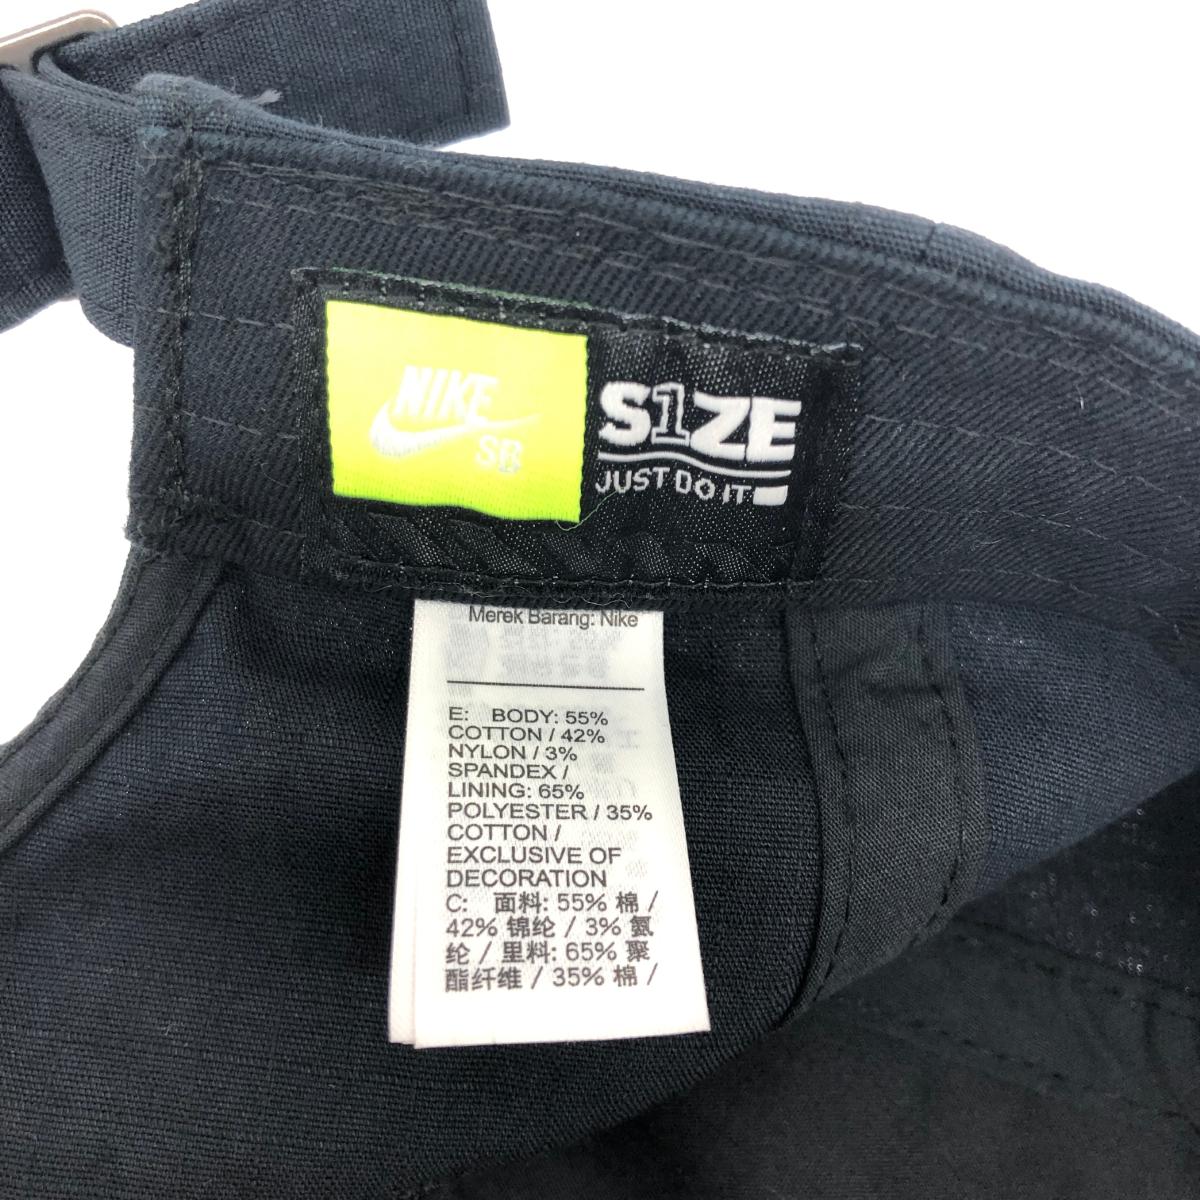 NIKE
SB
S1ZE
JUST DO IT
Merek Barang: Nike
E: BODY: 55%
COTTON / 42%
NYLON / 3%
SPANDEX /
LINING: 65%
POLYESTER / 35%
COTTON /
EXCLUSIVE OF
DECORATION
C: 面料: 55% 棉 /
42% 锦纶 / 3% 氨
纶 / 里料: 65% 聚
酯纤维 / 35% 棉 /